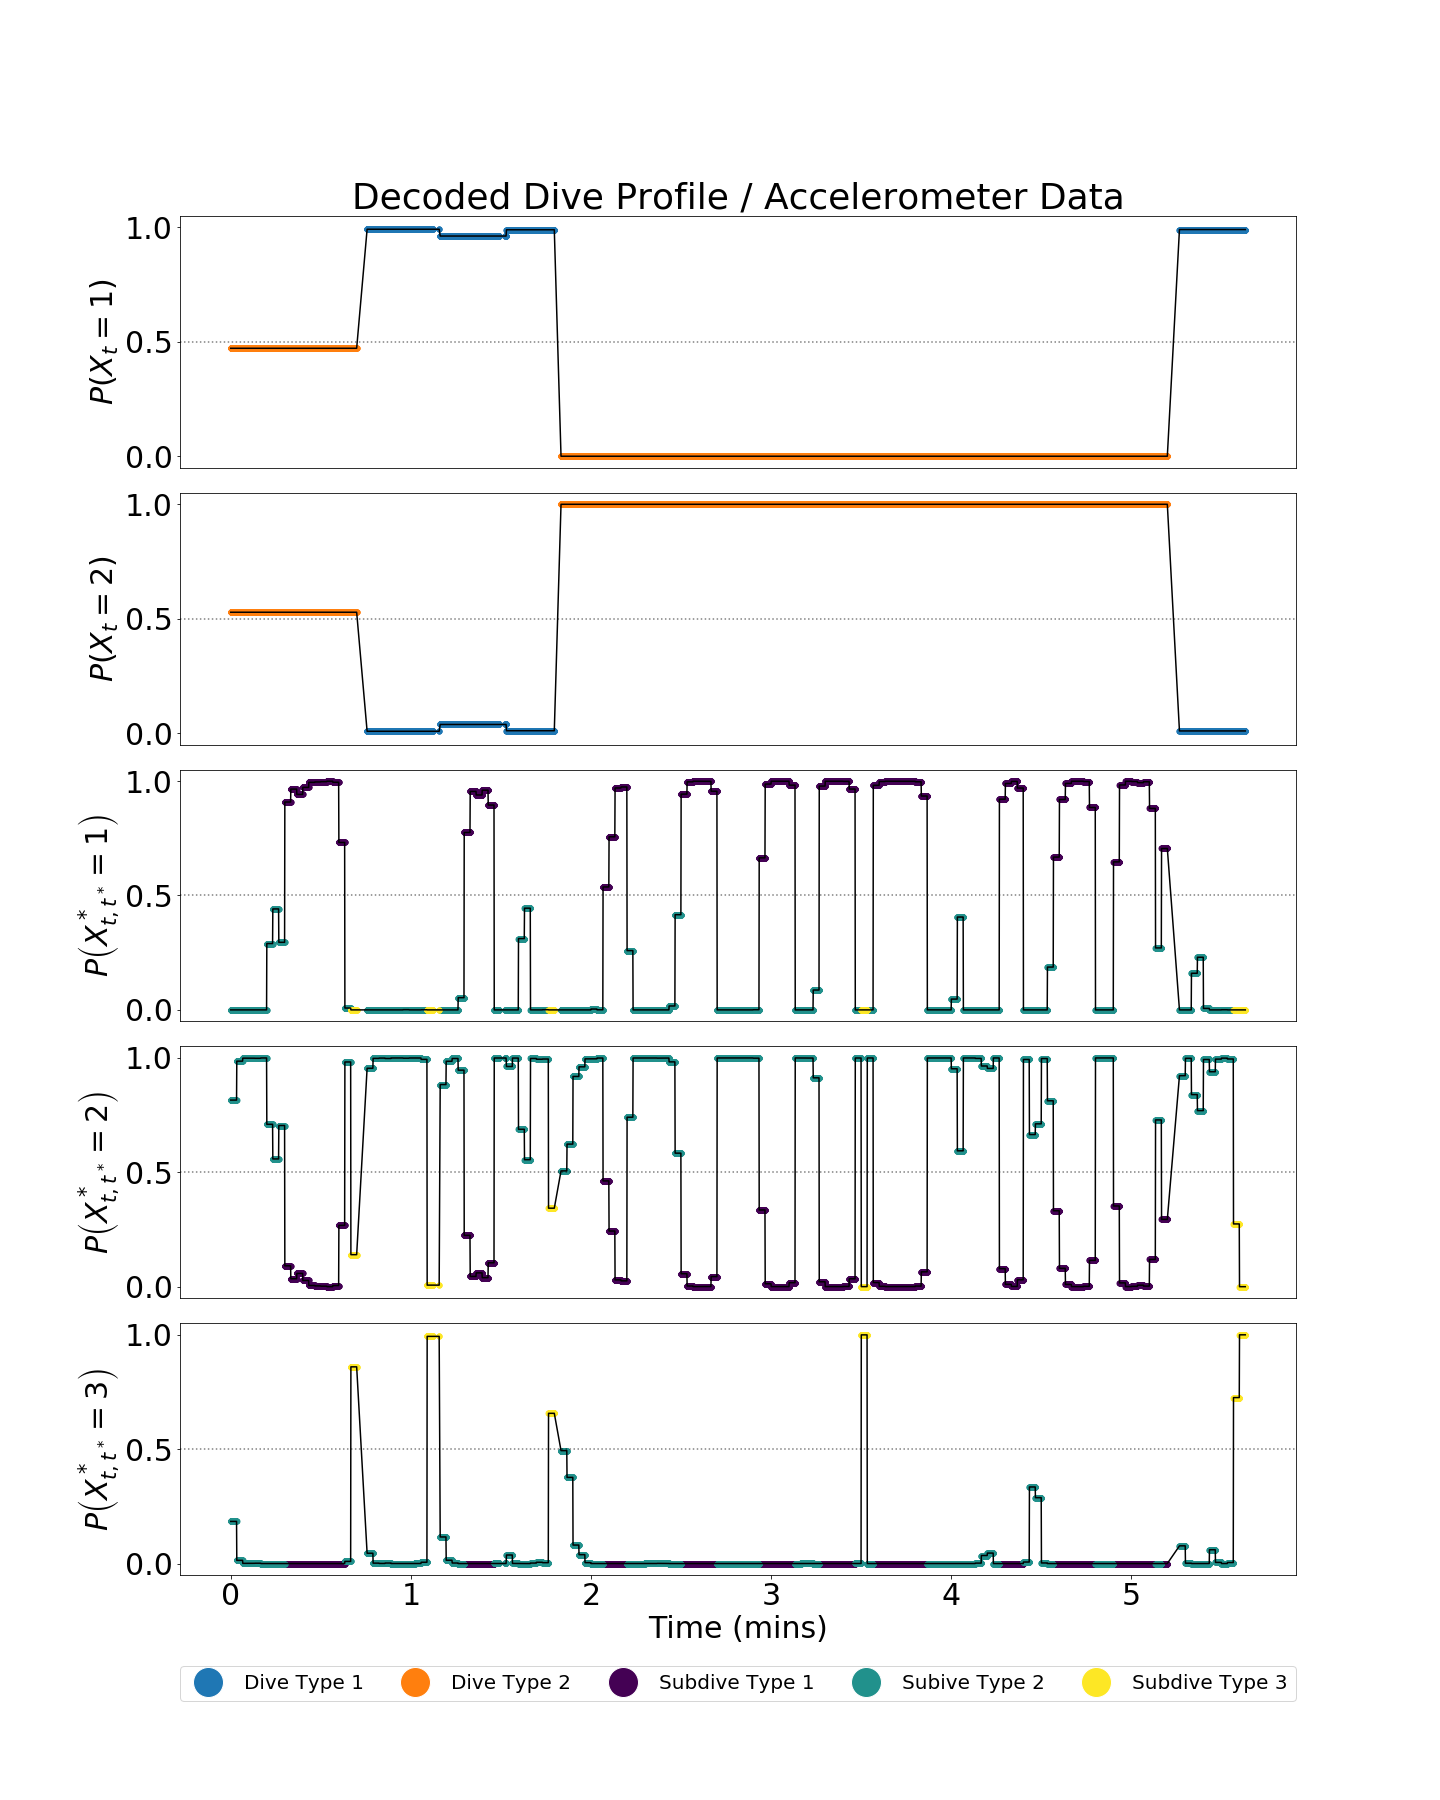 Decoded Dive Profile / Accelerometer Data
1.0
0.5
0.0
P(X_t = 1)
1.0
0.5
0.0
P(X_t = 2)
1.0
0.5
0.0
P(X*_{t, t*} = 1)
1.0
0.5
0.0
P(X*_{t, t*} = 2)
1.0
0.5
0.0
P(X*_{t, t*} = 3)
0 1 2 3 4 5
Time (mins)
Dive Type 1 Dive Type 2 Subdive Type 1 Subive Type 2 Subdive Type 3